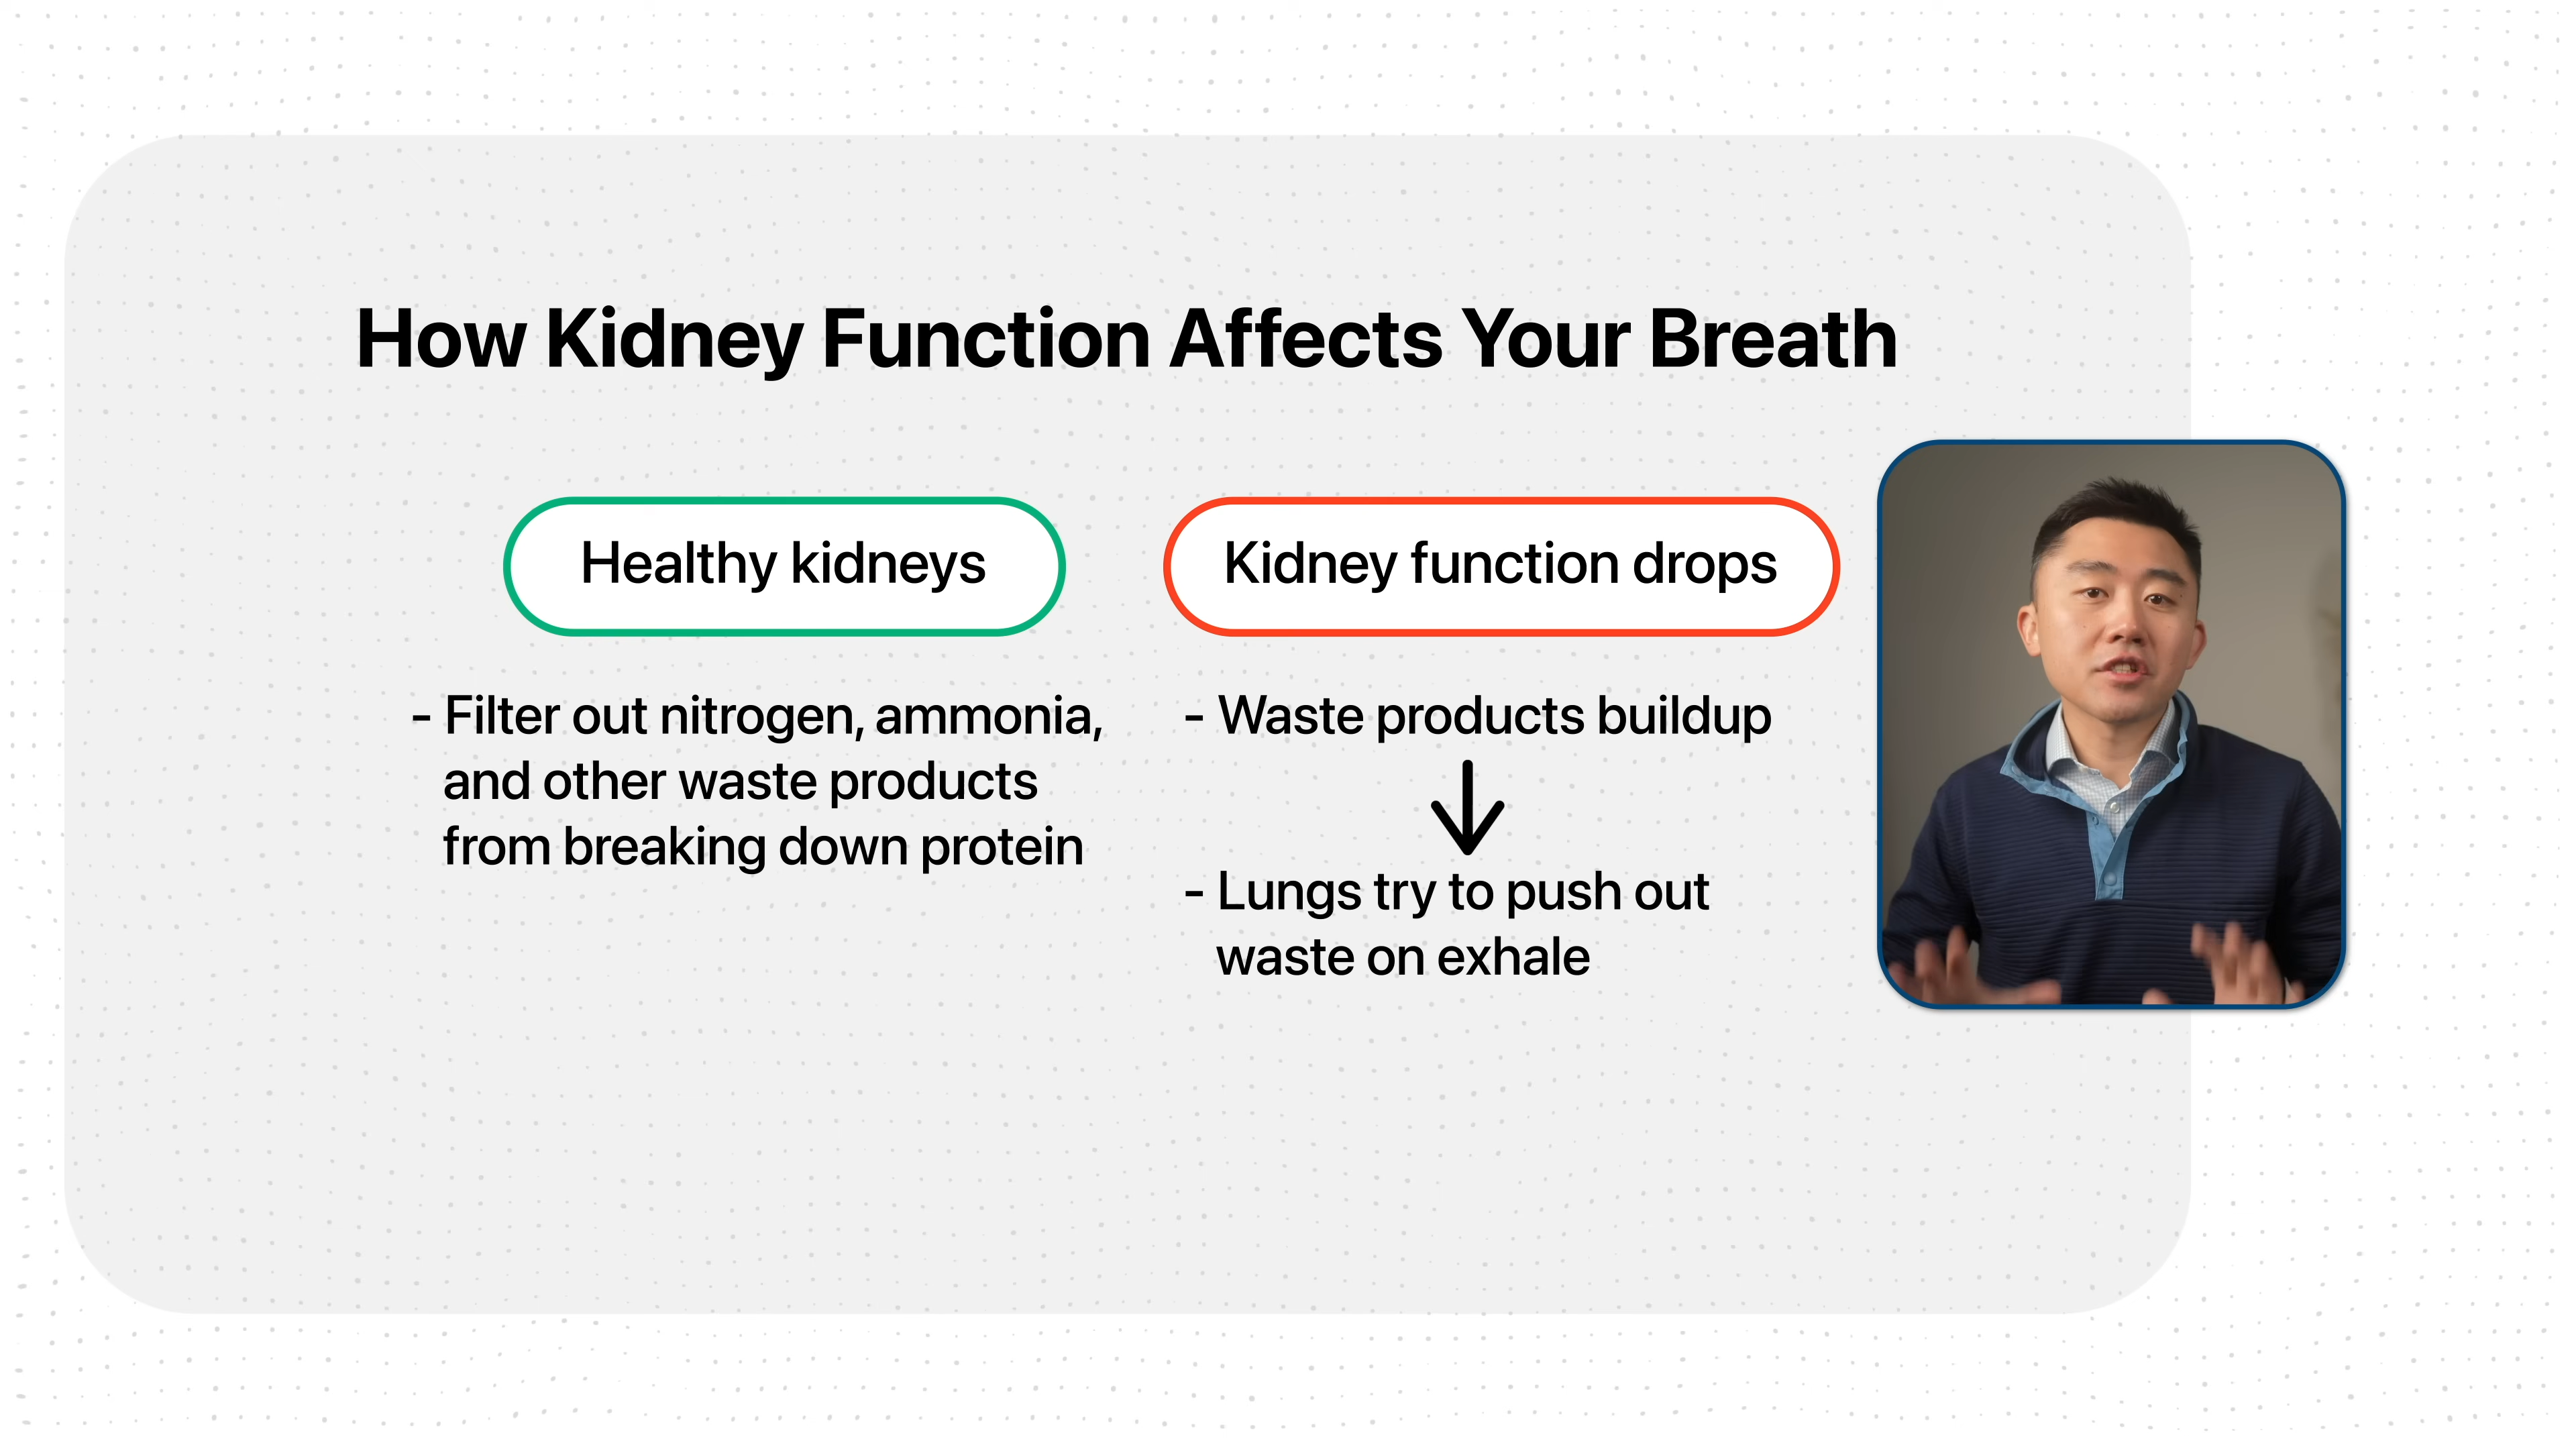 How Kidney Function Affects Your Breath
Healthy kidneys
- Filter out nitrogen, ammonia,
and other waste products
from breaking down protein
Kidney function drops
- Waste products buildup
- Lungs try to push out
waste on exhale